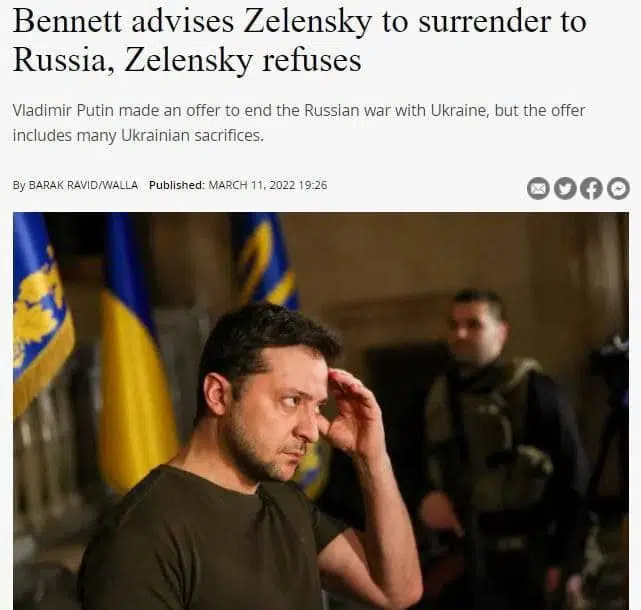 Bennett advises Zelensky to surrender to
Russia, Zelensky refuses
Vladimir Putin made an offer to end the Russian war with Ukraine, but the offer
includes many Ukrainian sacrifices.
By BARAK RAVID/WALLA Published: MARCH 11, 2022 19:26